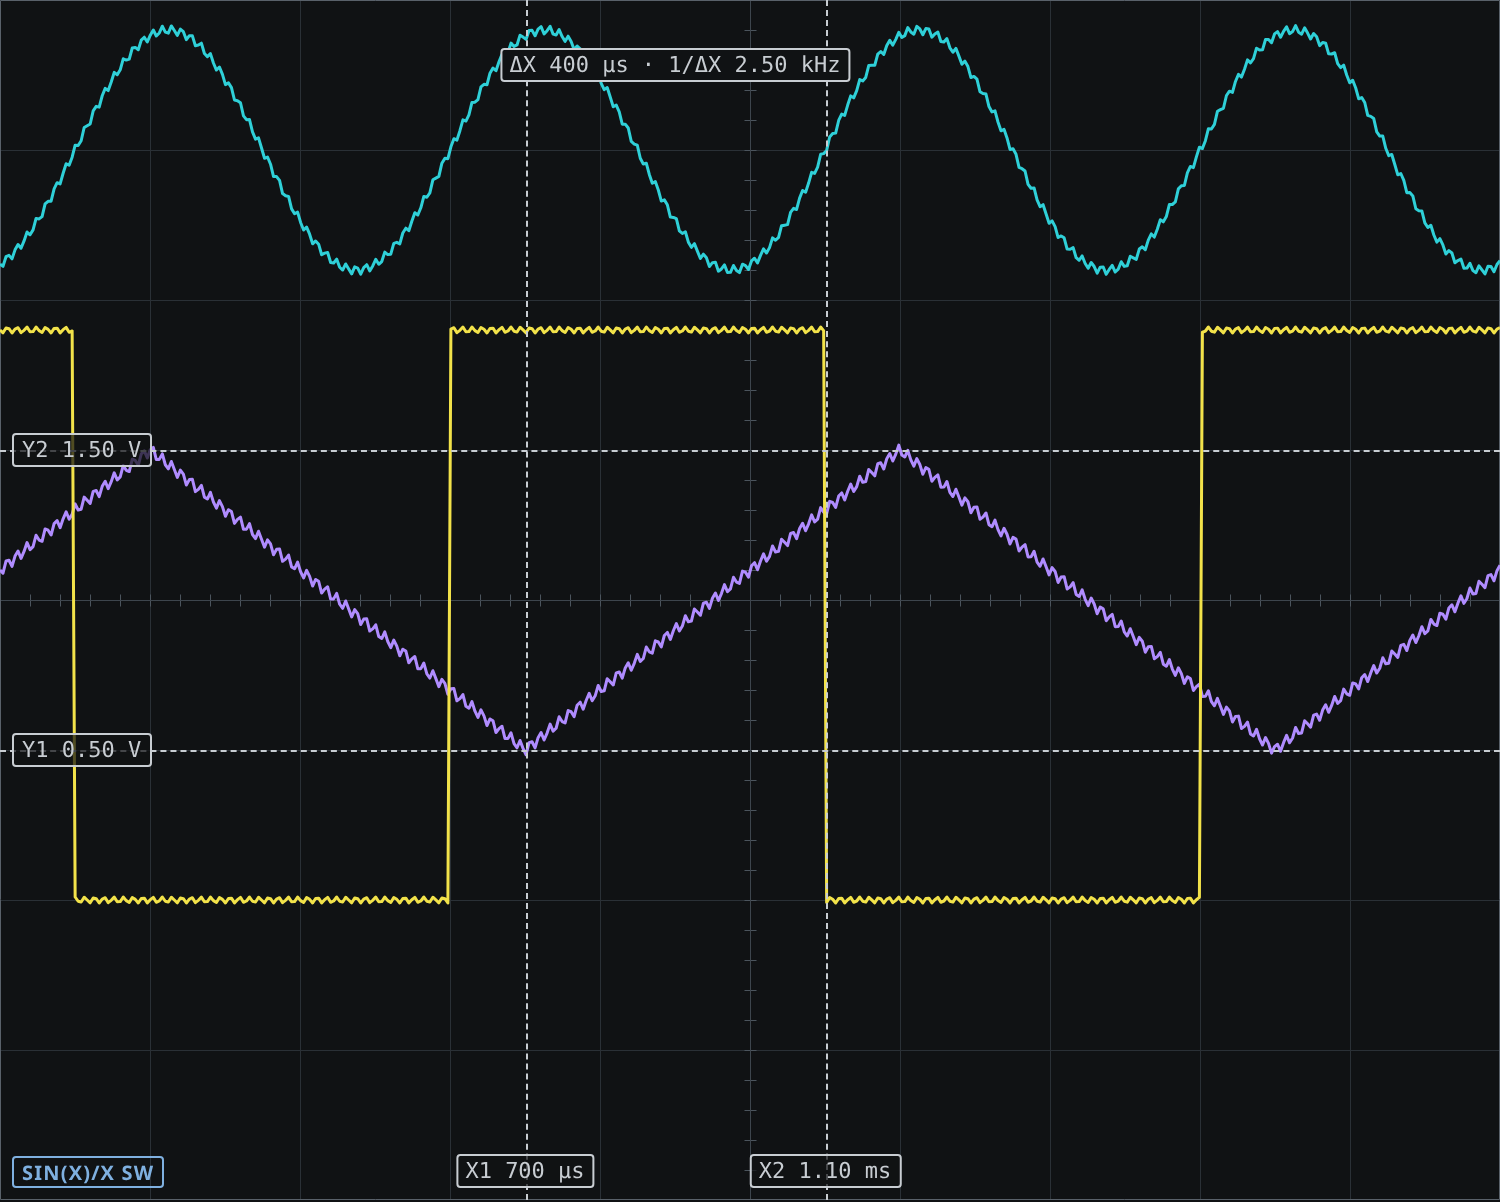 ΔX 400 µs · 1/ΔX 2.50 kHz
Y2 1.50 V
Y1 0.50 V
X1 700 µs
X2 1.10 ms
SIN(X)/X SW